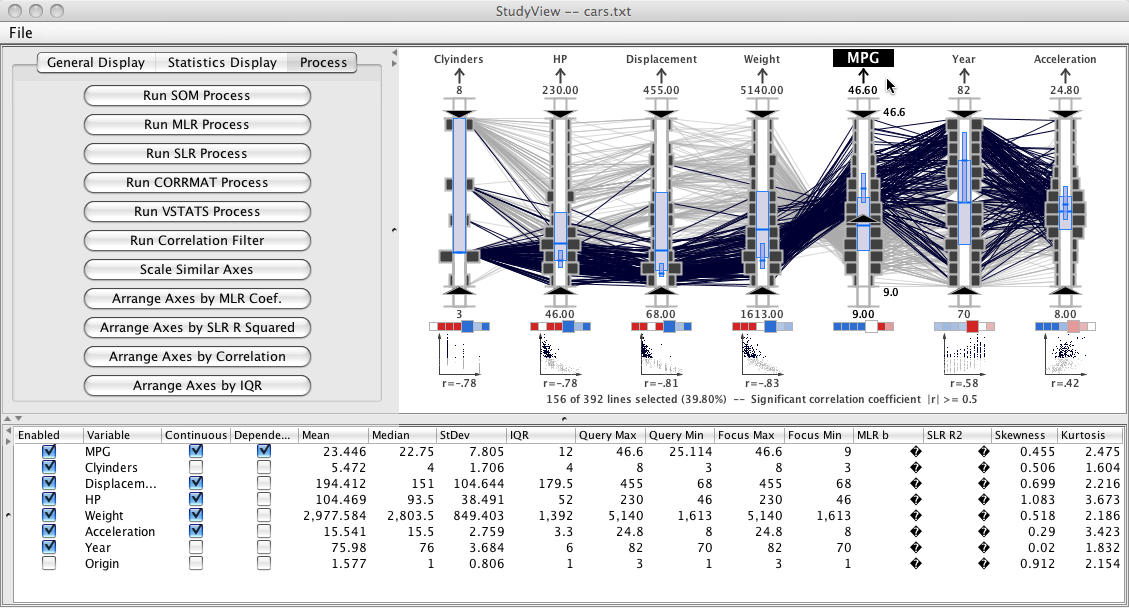 StudyView -- cars.txt
File
General Display Statistics Display Process
Run SOM Process
Run MLR Process
Run SLR Process
Run CORRMAT Process
Run VSTATS Process
Run Correlation Filter
Scale Similar Axes
Arrange Axes by MLR Coef.
Arrange Axes by SLR R Squared
Arrange Axes by Correlation
Arrange Axes by IQR
Clyinders HP Displacement Weight MPG Year Acceleration
8 230.00 455.00 5140.00 46.60 82 24.80
46.6
9.0
3 46.00 68.00 1613.00 9.00 70 8.00
r=-.78 r=-.78 r=-.81 r=-.83 r=.58 r=.42
156 of 392 lines selected (39.80%) -- Significant correlation coefficient |r| >= 0.5
Enabled Variable Continuous Depende... Mean Median StDev IQR Query Max Query Min Focus Max Focus Min MLR b SLR R2 Skewness Kurtosis
MPG 23.446 22.75 7.805 12 46.6 25.114 46.6 9 � � 0.455 2.475
Clyinders 5.472 4 1.706 4 8 3 8 3 � � 0.506 1.604
Displacem... 194.412 151 104.644 179.5 455 68 455 68 � � 0.699 2.216
HP 104.469 93.5 38.491 52 230 46 230 46 � � 1.083 3.673
Weight 2,977.584 2,803.5 849.403 1,392 5,140 1,613 5,140 1,613 � � 0.518 2.186
Acceleration 15.541 15.5 2.759 3.3 24.8 8 24.8 8 � � 0.29 3.423
Year 75.98 76 3.684 6 82 70 82 70 � � 0.02 1.832
Origin 1.577 1 0.806 1 3 1 3 1 � � 0.912 2.154